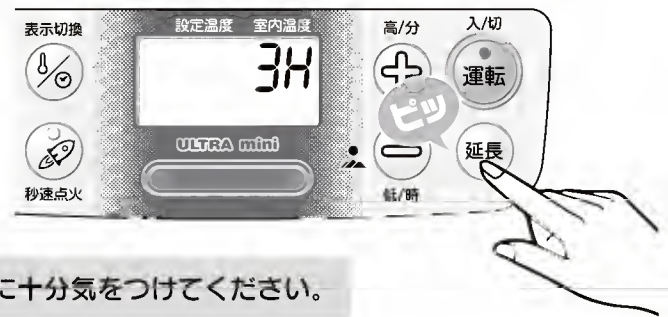 表示切換
設定温度 室内温度
高/分
入/切
3H
運転
ピッ
ULTRA mini
延長
秒速点火
低/時
に十分気をつけてください。